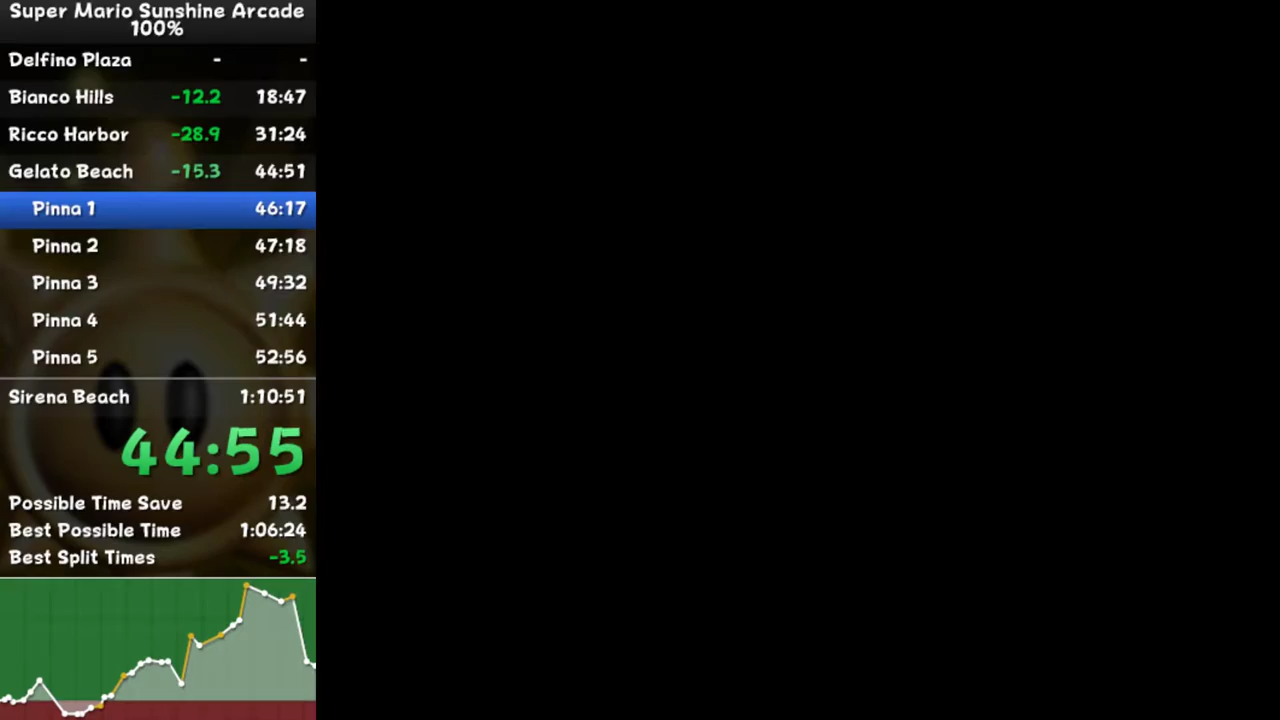 Super Mario Sunshine Arcade
100%
Delfino Plaza - -
Bianco Hills -12.2 18:47
Ricco Harbor -28.9 31:24
Gelato Beach -15.3 44:51
Pinna 1 46:17
Pinna 2 47:18
Pinna 3 49:32
Pinna 4 51:44
Pinna 5 52:56
Sirena Beach 1:10:51
44:55
Possible Time Save 13.2
Best Possible Time 1:06:24
Best Split Times -3.5